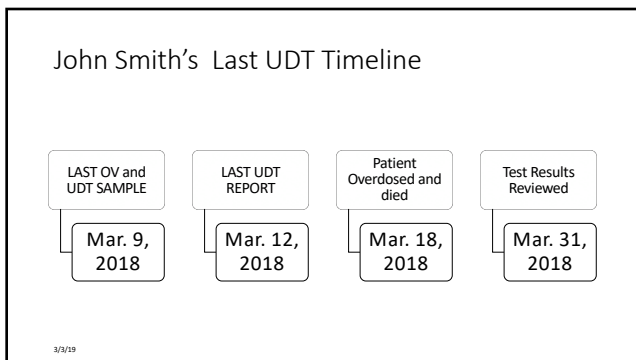 John Smith's  Last UDT Timeline
LAST OV and
UDT SAMPLE
Mar. 9,
2018
LAST UDT
REPORT
Mar. 12,
2018
Patient
Overdosed and
died
Mar. 18,
2018
Test Results
Reviewed
Mar. 31,
2018
3/3/19